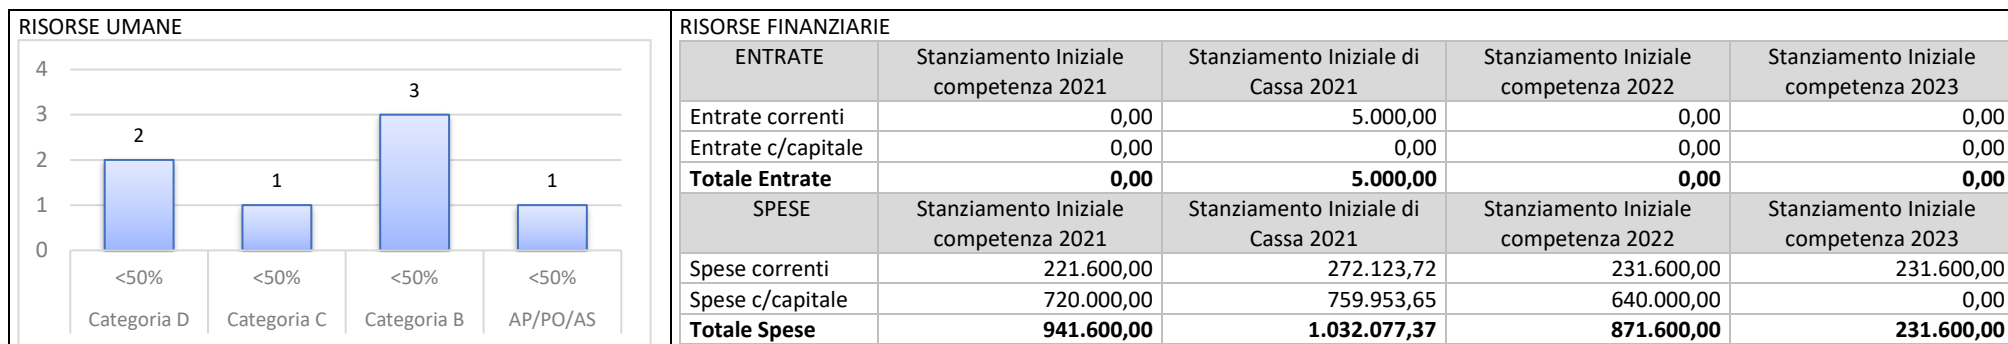 RISORSE UMANE
4
3
2
1
0
2
1
3
1
<50% <50% <50% <50%
Categoria D Categoria C Categoria B AP/PO/AS
RISORSE FINANZIARIE
ENTRATE Stanziamento Iniziale Stanziamento Iniziale di Stanziamento Iniziale Stanziamento Iniziale
competenza 2021 Cassa 2021 competenza 2022 competenza 2023
Entrate correnti 0,00 5.000,00 0,00 0,00
Entrate c/capitale 0,00 0,00 0,00 0,00
Totale Entrate 0,00 5.000,00 0,00 0,00
SPESE Stanziamento Iniziale Stanziamento Iniziale di Stanziamento Iniziale Stanziamento Iniziale
competenza 2021 Cassa 2021 competenza 2022 competenza 2023
Spese correnti 221.600,00 272.123,72 231.600,00 231.600,00
Spese c/capitale 720.000,00 759.953,65 640.000,00 0,00
Totale Spese 941.600,00 1.032.077,37 871.600,00 231.600,00